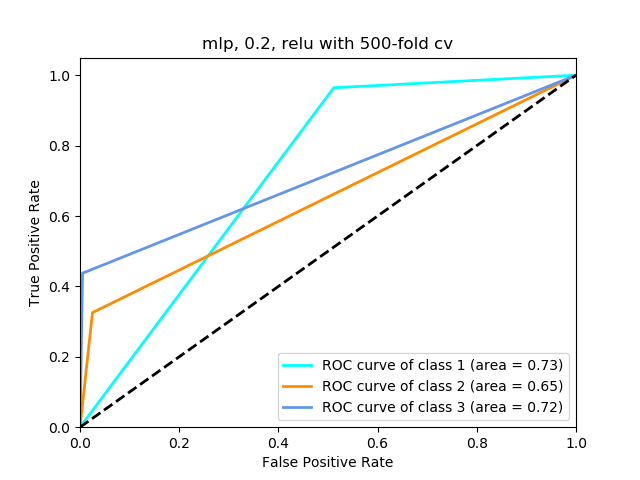 mlp, 0.2, relu with 500-fold cv
1.0
0.8
0.6
0.4
0.2
0.0
True Positive Rate
ROC curve of class 1 (area = 0.73)
ROC curve of class 2 (area = 0.65)
ROC curve of class 3 (area = 0.72)
0.0 0.2 0.4 0.6 0.8 1.0
False Positive Rate